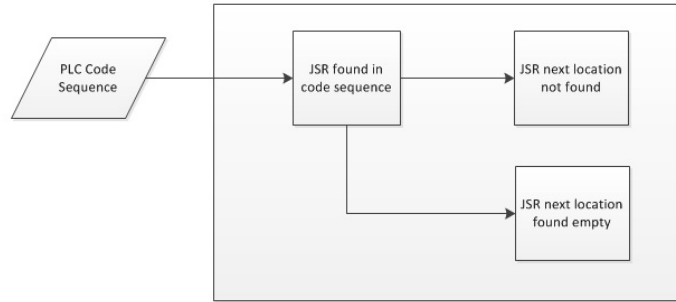 PLC Code
Sequence
JSR found in
code sequence
JSR next location
not found
JSR next location
found empty